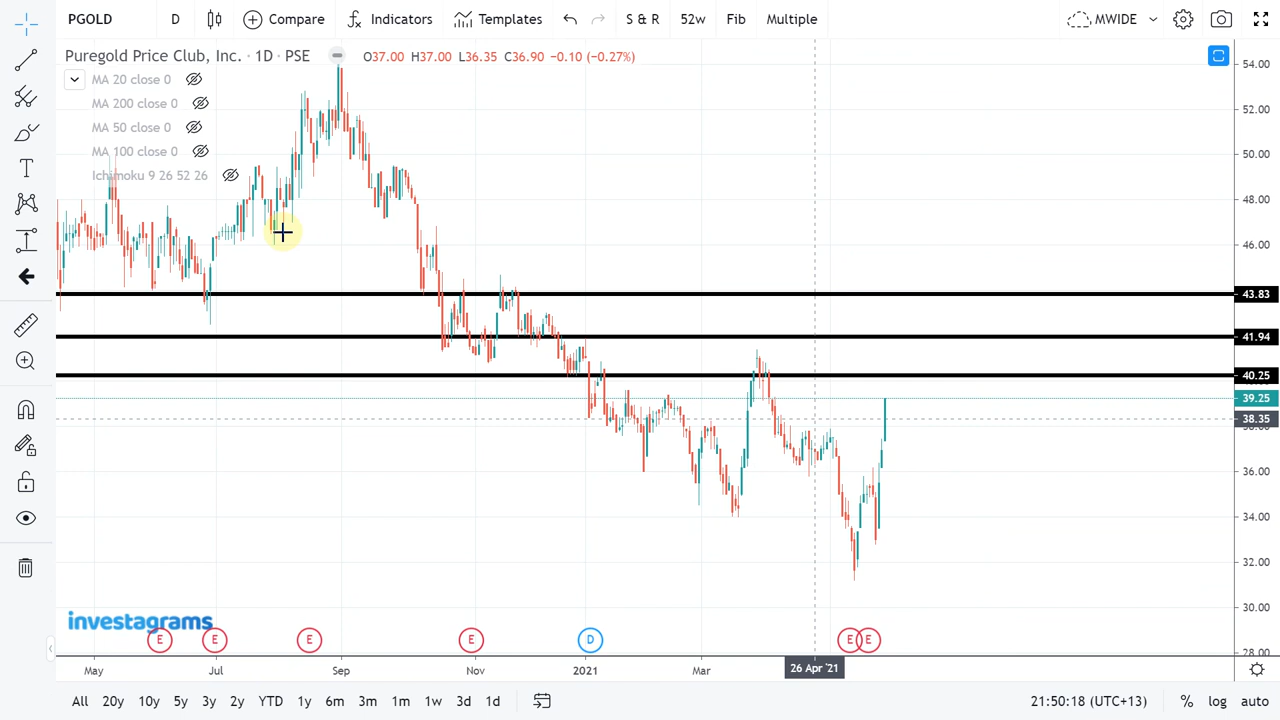 PGOLD D Compare Indicators Templates S & R 52w Fib Multiple MWIDE
Puregold Price Club, Inc. · 1D · PSE O37.00 H37.00 L36.35 C36.90 −0.10 (−0.27%)
MA 20 close 0
MA 200 close 0
MA 50 close 0
MA 100 close 0
Ichimoku 9 26 52 26
54.00
52.00
50.00
48.00
46.00
43.83
41.94
40.25
39.25
38.35
36.00
34.00
32.00
30.00
28.00
investagrams
E E E E D E E
May Jul Sep Nov 2021 Mar 26 Apr '21
All 20y 10y 5y 3y 2y YTD 1y 6m 3m 1m 1w 3d 1d 21:50:18 (UTC+13) % log auto